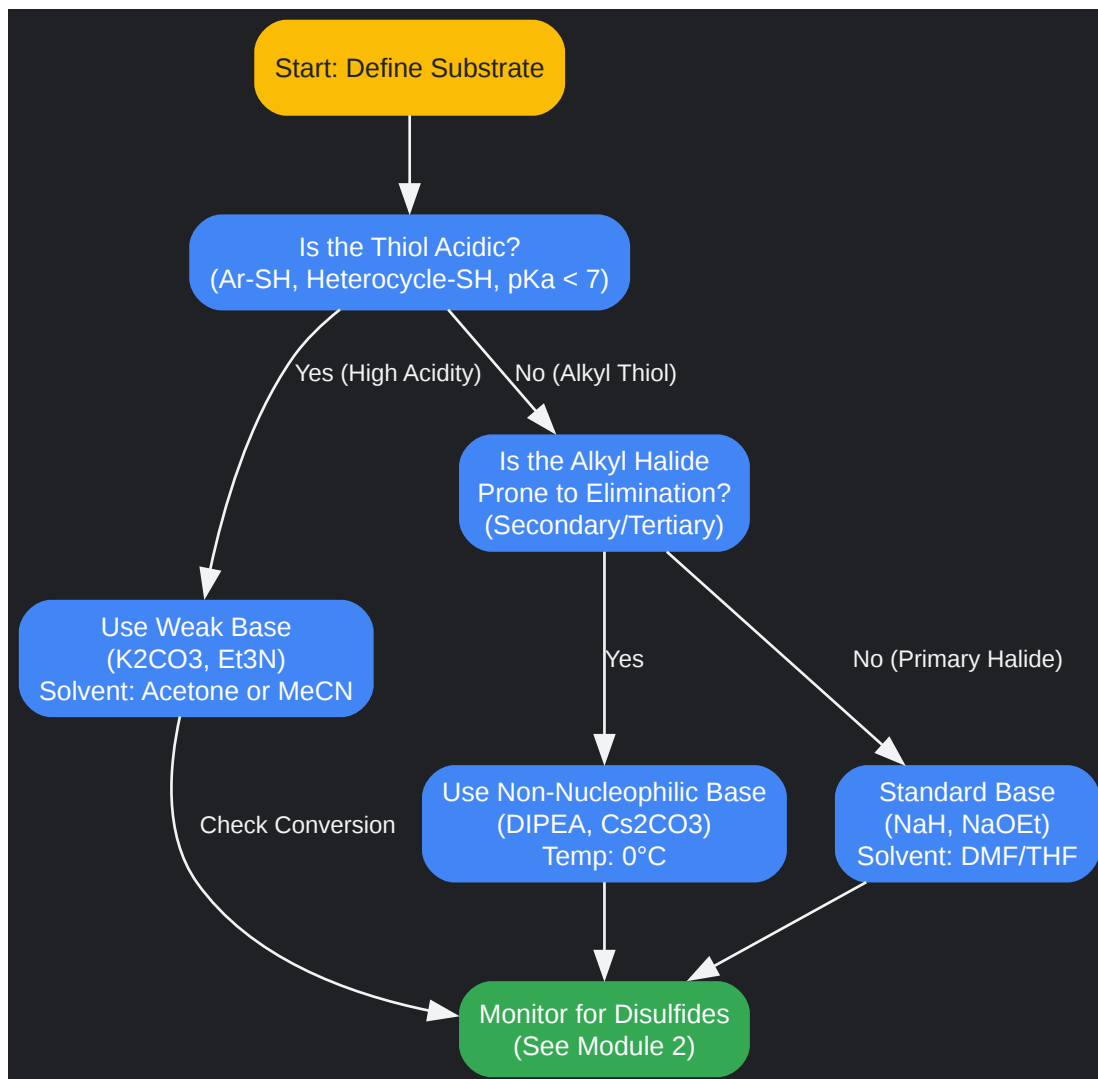 Start: Define Substrate
Is the Thiol Acidic?
(Ar-SH, Heterocycle-SH, pKa < 7)
Yes (High Acidity)
No (Alkyl Thiol)
Is the Alkyl Halide
Prone to Elimination?
(Secondary/Tertiary)
Use Weak Base
(K2CO3, Et3N)
Solvent: Acetone or MeCN
Yes
No (Primary Halide)
Check Conversion
Use Non-Nucleophilic Base
(DIPEA, Cs2CO3)
Temp: 0°C
Standard Base
(NaH, NaOEt)
Solvent: DMF/THF
Monitor for Disulfides
(See Module 2)